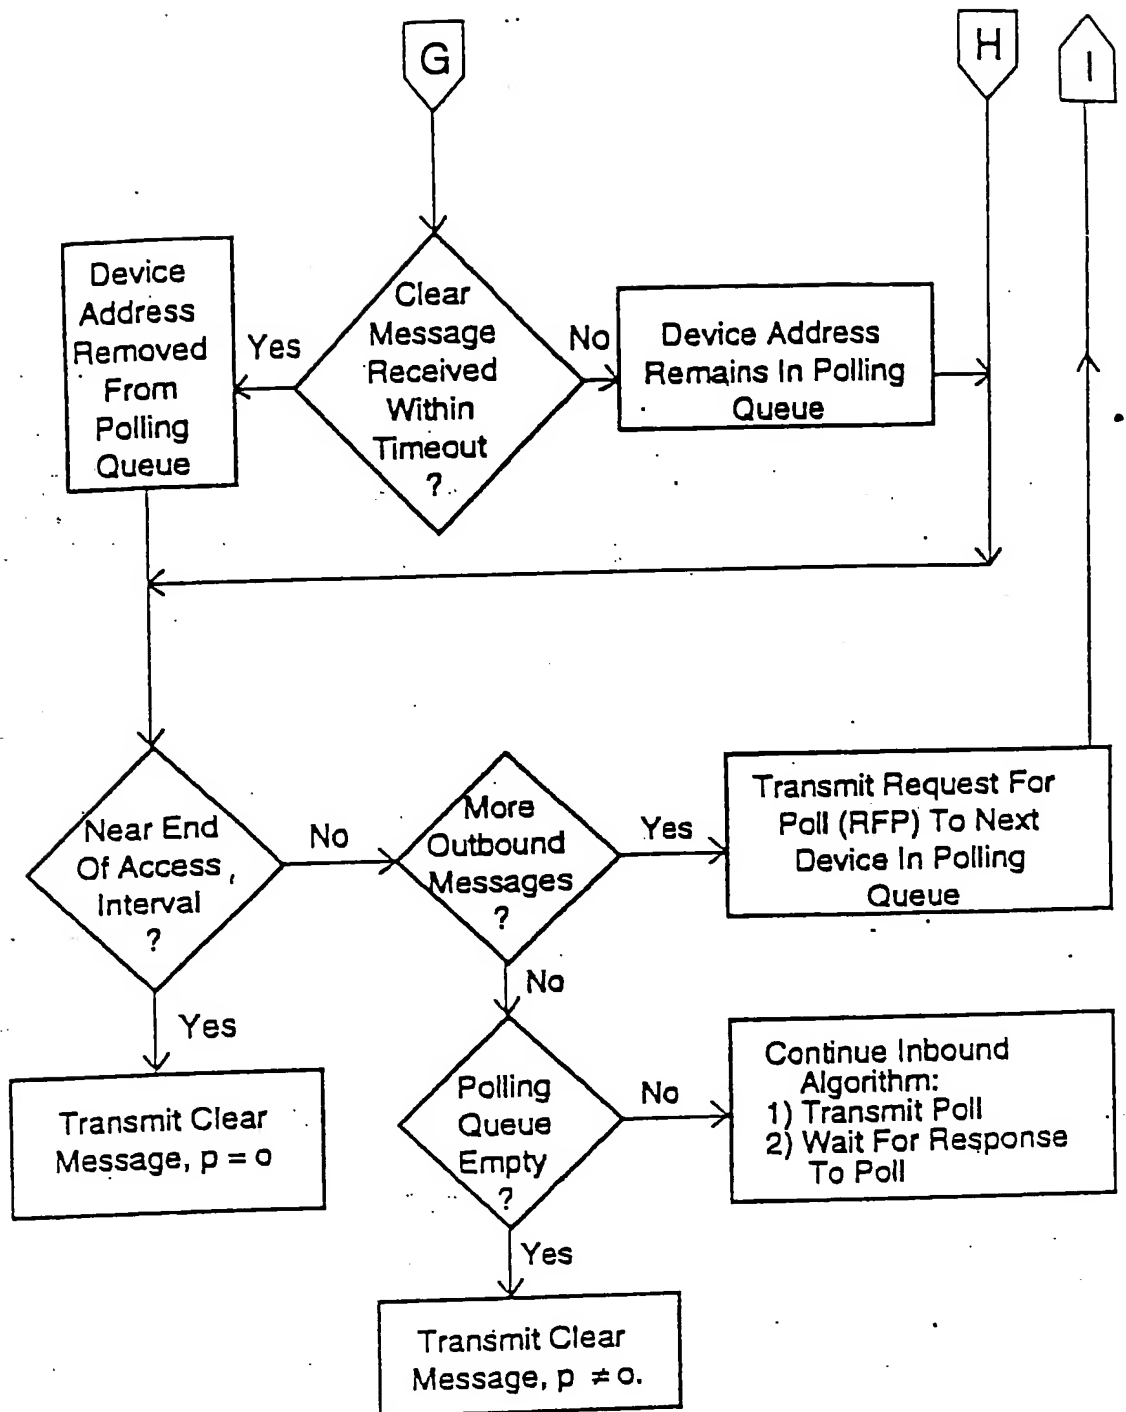 G
H
I
Device
Address
Removed
From
Polling
Queue
Yes
Clear
Message
Received
Within
Timeout
?
No
Device Address
Remains In Polling
Queue
Near End
Of Access
Interval
?
No
More
Outbound
Messages
?
Yes
Transmit Request For
Poll (RFP) To Next
Device In Polling
Queue
Yes
No
Transmit Clear
Message, p = o
Polling
Queue
Empty
?
No
Continue Inbound
Algorithm:
1) Transmit Poll
2) Wait For Response
To Poll
Yes
Transmit Clear
Message, p ≠ o.